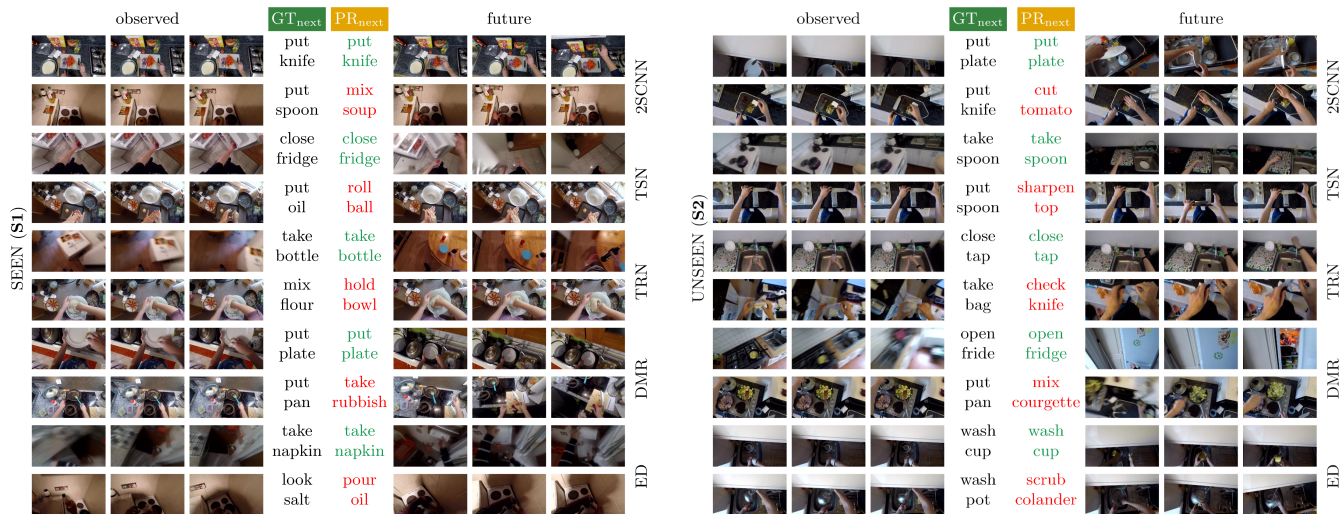 observed GT_next PR_next future
SEEN (S1)
put put
knife knife
2SCNN
put mix
spoon soup
close close
fridge fridge
TSN
put roll
oil ball
take take
bottle bottle
TRN
mix hold
flour bowl
put put
plate plate
DMR
put take
pan rubbish
take take
napkin napkin
ED
look pour
salt oil
observed GT_next PR_next future
UNSEEN (S2)
put put
plate plate
2SCNN
put cut
knife tomato
take take
spoon spoon
TSN
put sharpen
spoon top
close close
tap tap
TRN
take check
bag knife
open open
fride fridge
DMR
put mix
pan courgette
wash wash
cup cup
ED
wash scrub
pot colander